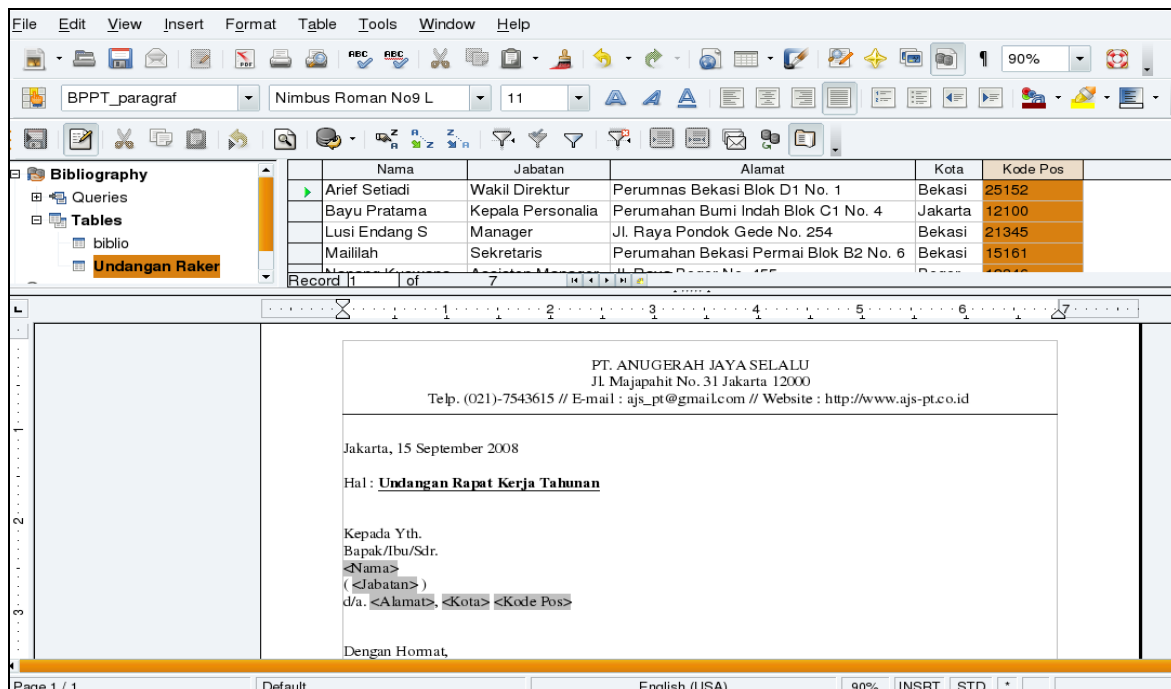 File Edit View Insert Format Table Tools Window Help
90%
BPPT_paragraf Nimbus Roman No9 L 11
Bibliography
Queries
Tables
biblio
Undangan Raker
Nama Jabatan Alamat Kota Kode Pos
Arief Setiadi Wakil Direktur Perumnas Bekasi Blok D1 No. 1 Bekasi 25152
Bayu Pratama Kepala Personalia Perumahan Bumi Indah Blok C1 No. 4 Jakarta 12100
Lusi Endang S Manager Jl. Raya Pondok Gede No. 254 Bekasi 21345
Maililah Sekretaris Perumahan Bekasi Permai Blok B2 No. 6 Bekasi 15161
Record 1 of 7
1 2 3 4 5 6 7
PT. ANUGERAH JAYA SELALU
Jl. Majapahit No. 31 Jakarta 12000
Telp. (021)-7543615 // E-mail : ajs_pt@gmail.com // Website : http://www.ajs-pt.co.id
Jakarta, 15 September 2008
Hal : Undangan Rapat Kerja Tahunan
Kepada Yth.
Bapak/Ibu/Sdr.
<Nama>
( <Jabatan> )
d/a. <Alamat>, <Kota> <Kode Pos>
Dengan Hormat,
Page 1 / 1 Default English (USA) 90% INSRT STD *